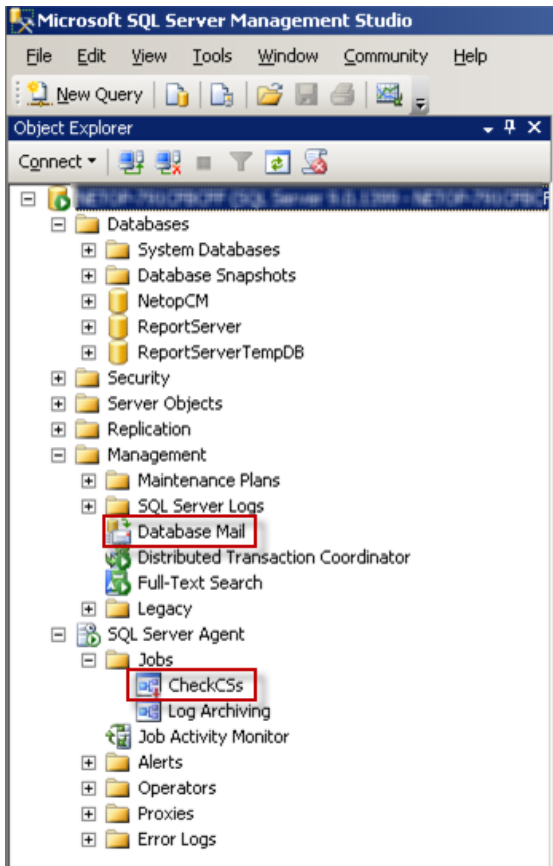 Microsoft SQL Server Management Studio
File Edit View Tools Window Community Help
New Query
Object Explorer
Connect
Databases
System Databases
Database Snapshots
NetopCM
ReportServer
ReportServerTempDB
Security
Server Objects
Replication
Management
Maintenance Plans
SQL Server Logs
Database Mail
Distributed Transaction Coordinator
Full-Text Search
Legacy
SQL Server Agent
Jobs
CheckCSs
Log Archiving
Job Activity Monitor
Alerts
Operators
Proxies
Error Logs